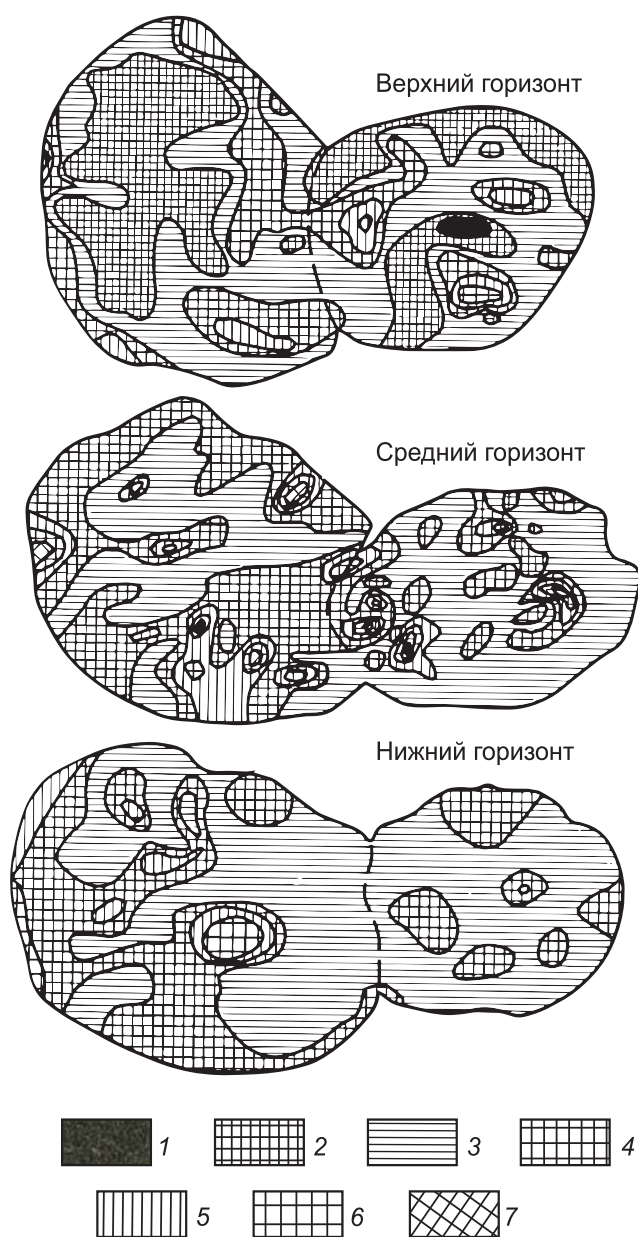 Верхний горизонт
Средний горизонт
Нижний горизонт
1 2 3 4
5 6 7